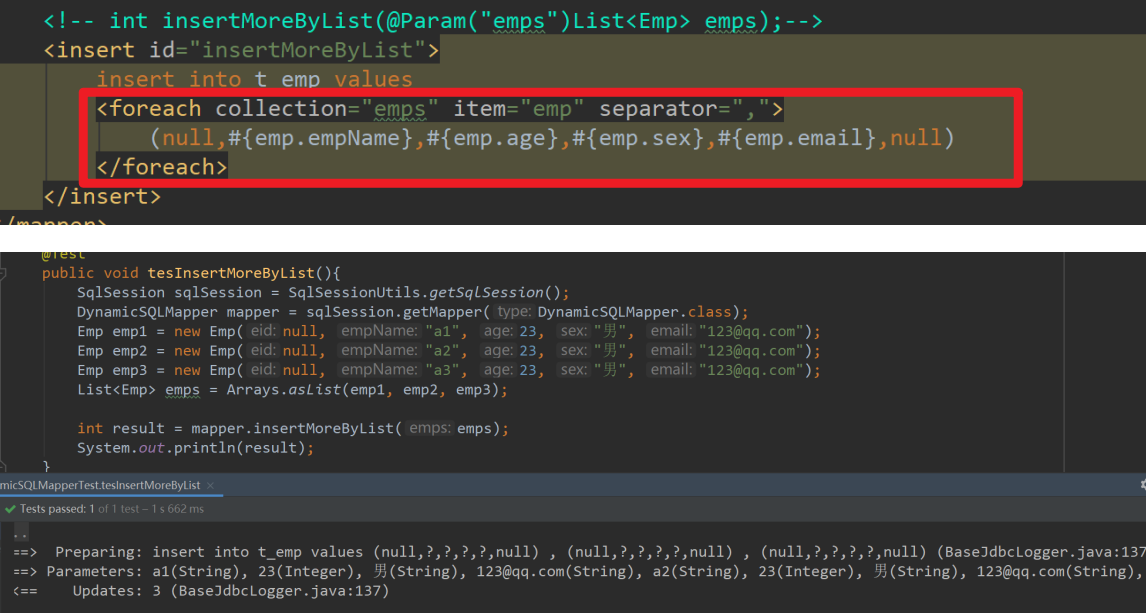 <!-- int insertMoreByList(@Param("emps")List<Emp> emps);-->
<insert id="insertMoreByList">
insert into t_emp values
<foreach collection="emps" item="emp" separator=",">
(null,#{emp.empName},#{emp.age},#{emp.sex},#{emp.email},null)
</foreach>
</insert>
/mapper>
@Test
public void tesInsertMoreByList(){
SqlSession sqlSession = SqlSessionUtils.getSqlSession();
DynamicSQLMapper mapper = sqlSession.getMapper( type: DynamicSQLMapper.class);
Emp emp1 = new Emp( eid: null, empName: "a1", age: 23, sex: "男", email: "123@qq.com");
Emp emp2 = new Emp( eid: null, empName: "a2", age: 23, sex: "男", email: "123@qq.com");
Emp emp3 = new Emp( eid: null, empName: "a3", age: 23, sex: "男", email: "123@qq.com");
List<Emp> emps = Arrays.asList(emp1, emp2, emp3);
int result = mapper.insertMoreByList( emps: emps);
System.out.println(result);
}
micSQLMapperTest.tesInsertMoreByList ×
Tests passed: 1 of 1 test – 1 s 662 ms
..
==> Preparing: insert into t_emp values (null,?,?,?,?,null) , (null,?,?,?,?,null) , (null,?,?,?,?,null) (BaseJdbcLogger.java:137
==> Parameters: a1(String), 23(Integer), 男(String), 123@qq.com(String), a2(String), 23(Integer), 男(String), 123@qq.com(String),
<== Updates: 3 (BaseJdbcLogger.java:137)